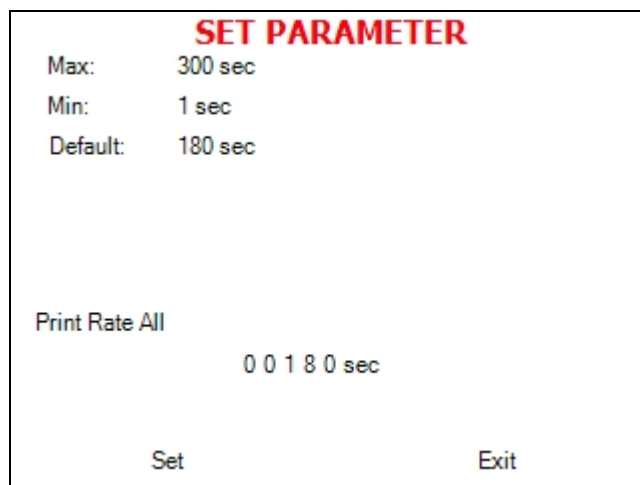 SET PARAMETER
Max: 300 sec
Min: 1 sec
Default: 180 sec
Print Rate All
0 0 1 8 0 sec
Set Exit